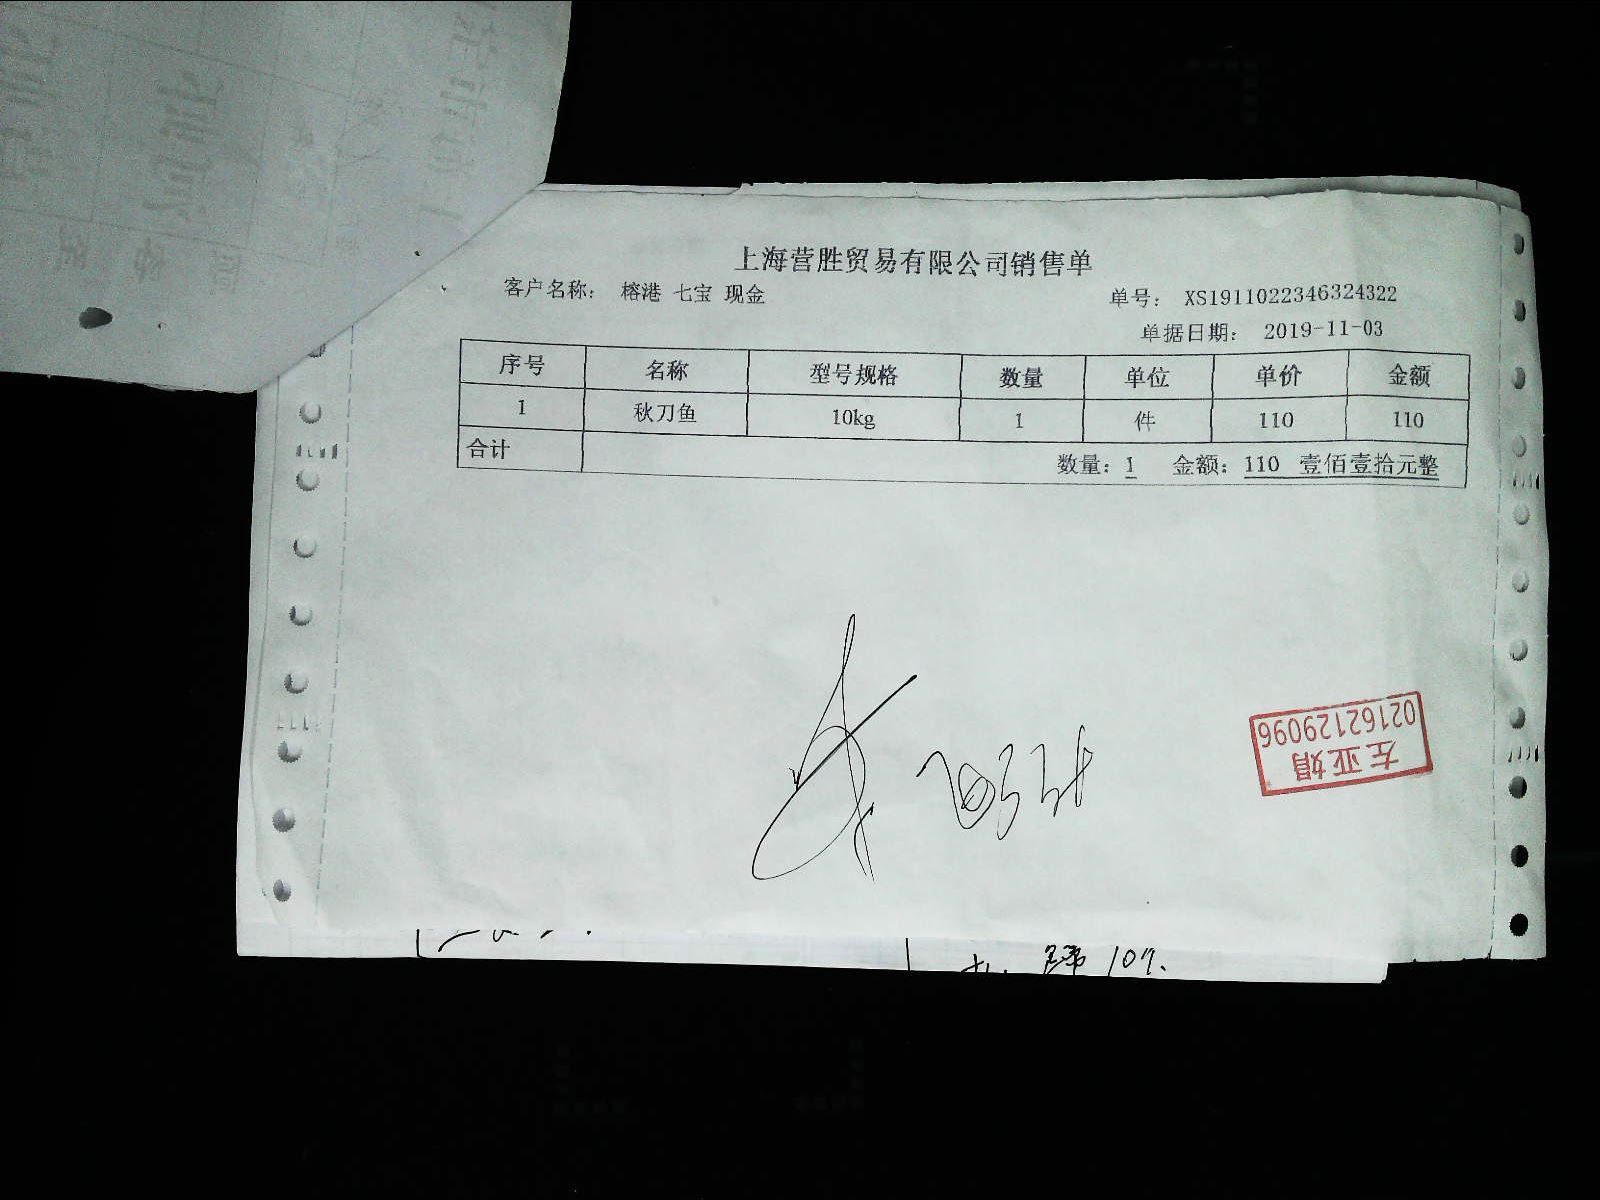 上海营胜贸易有限公司销售单
客户名称： 榕港 七宝 现金 单号： XS1911022346324322
单据日期： 2019-11-03
序号 名称 型号规格 数量 单位 单价 金额
1 秋刀鱼 10kg 1 件 110 110
合计 数量：1 金额：110 壹佰壹拾元整
左亚娟
02162129096